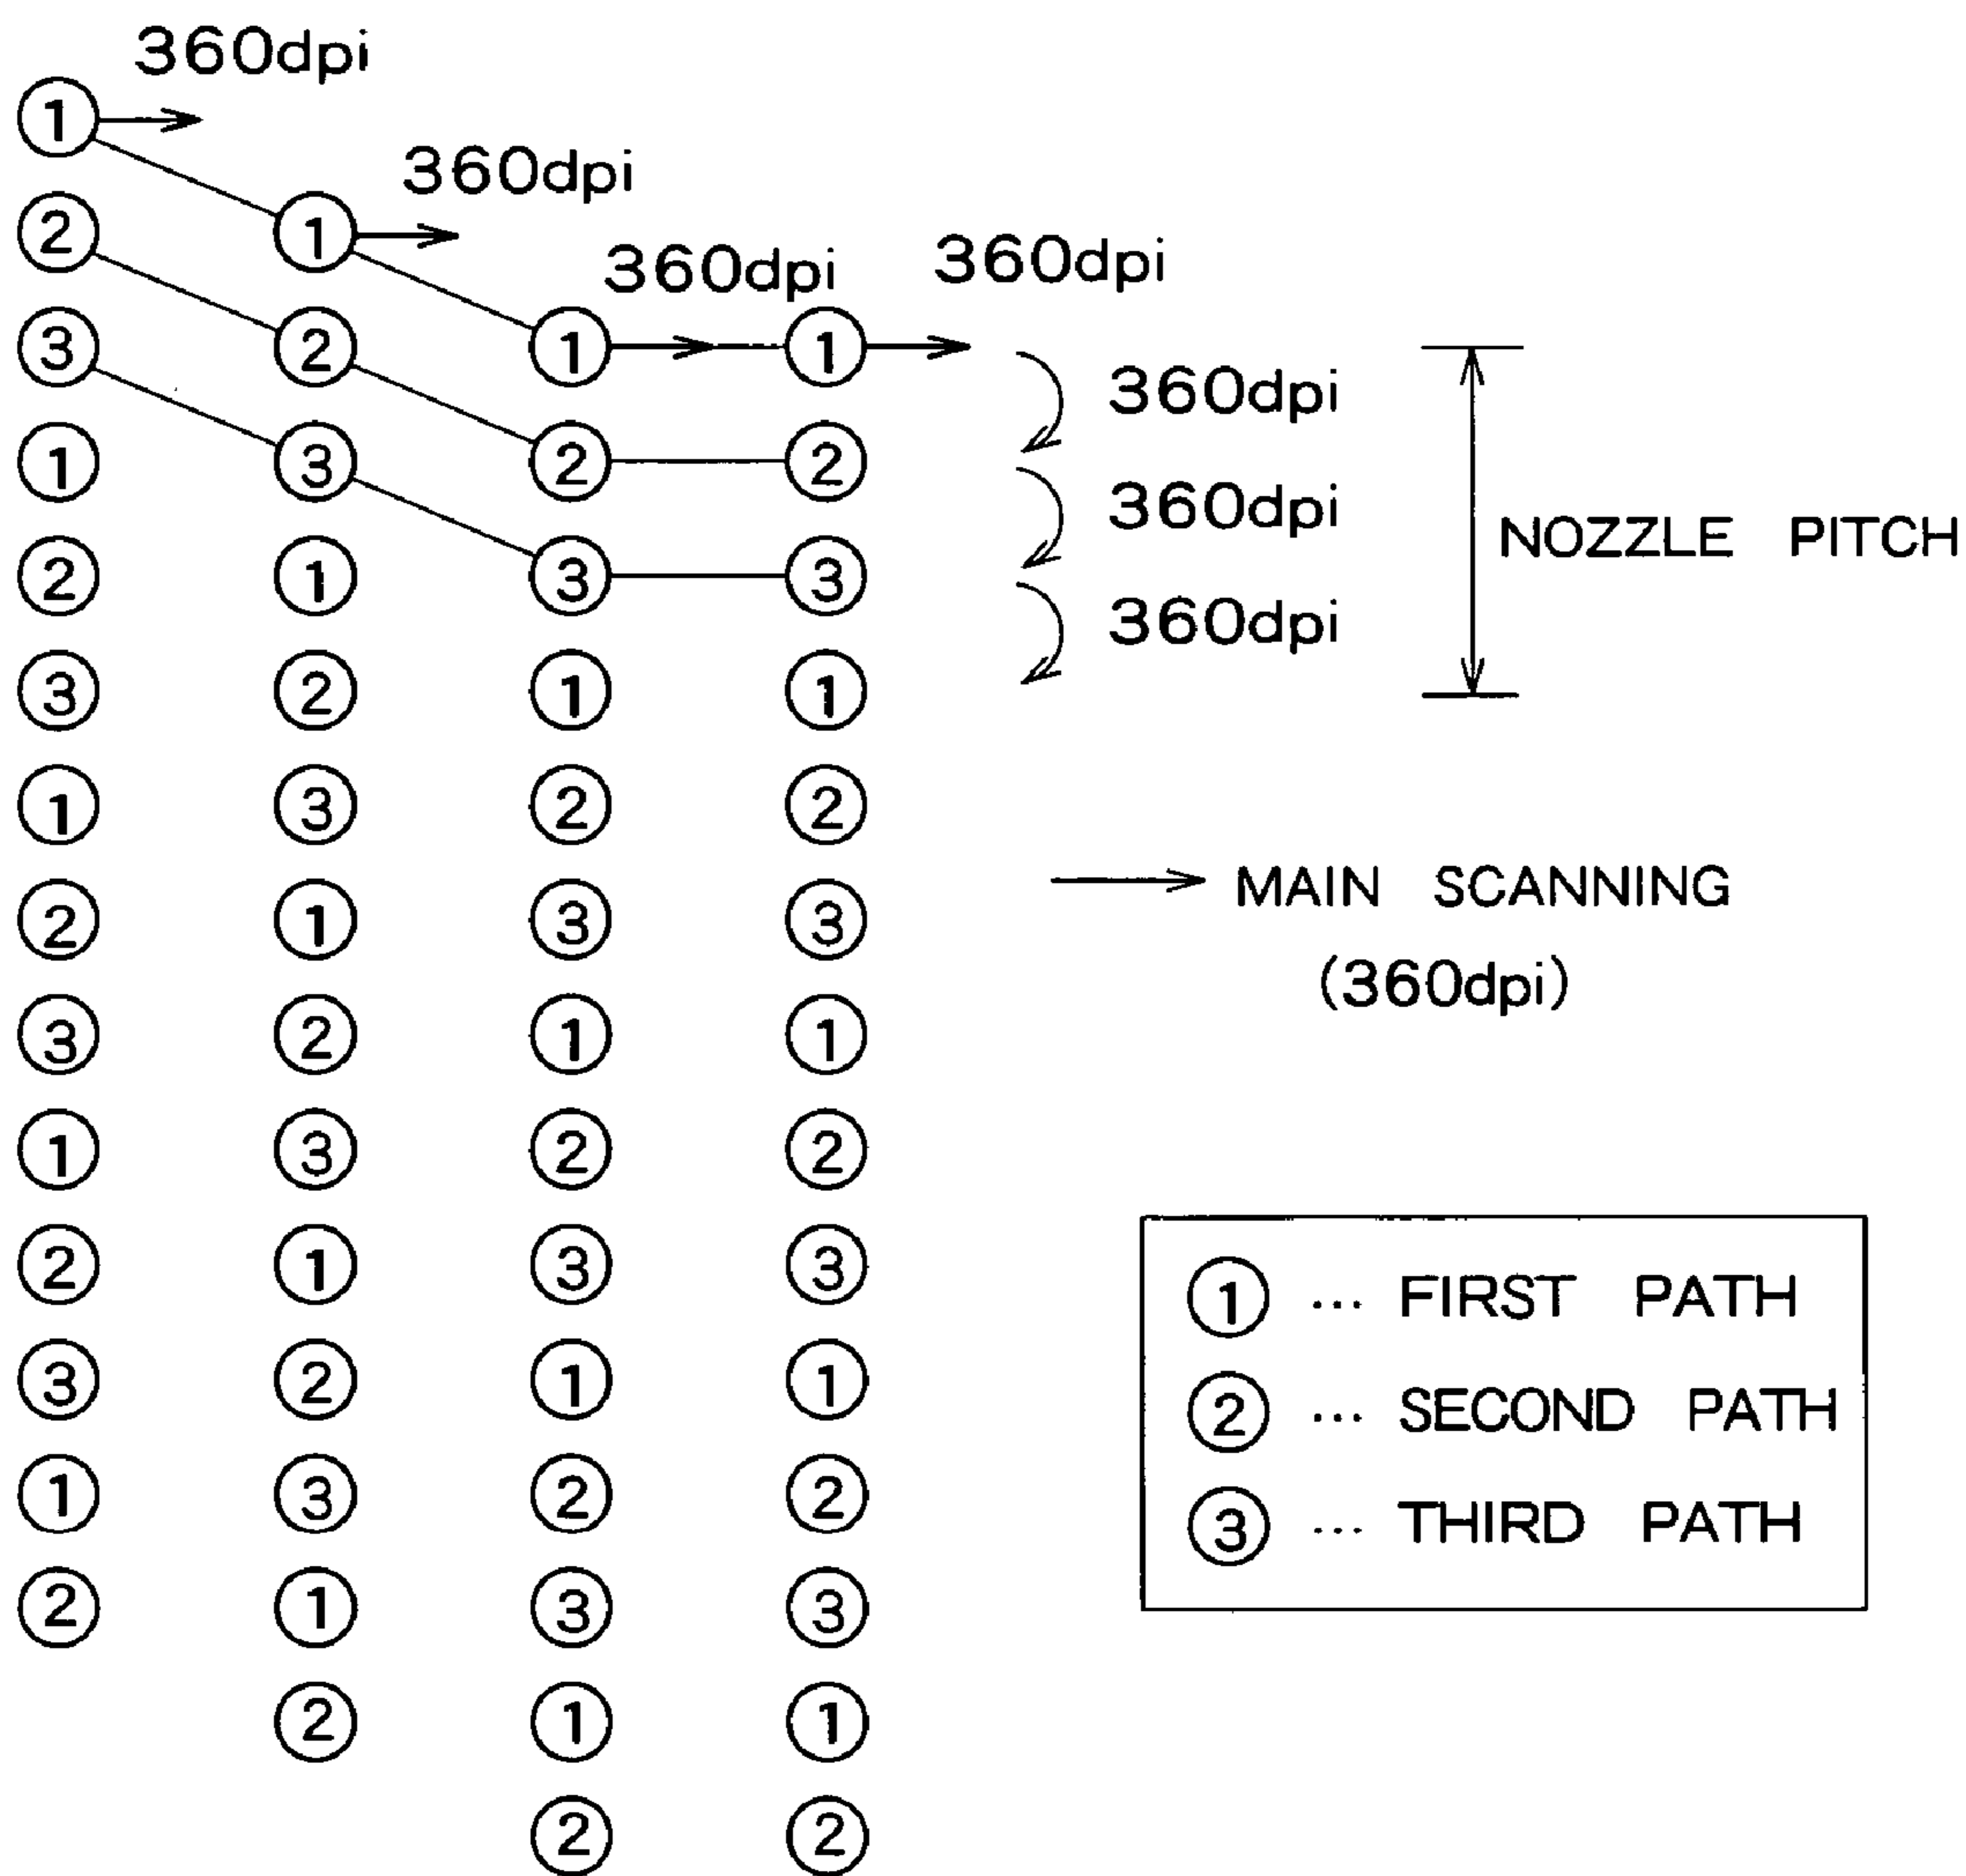 360dpi
①
360dpi
② ①
360dpi 360dpi
③ ② ① ①
360dpi
① ③ ② ②
360dpi
NOZZLE PITCH
② ① ③ ③
360dpi
③ ② ① ①
① ③ ② ②
MAIN SCANNING
② ① ③ ③
(360dpi)
③ ② ① ①
① ③ ② ②
② ① ③ ③
① ... FIRST PATH
③ ② ① ①
② ... SECOND PATH
① ③ ② ②
③ ... THIRD PATH
② ① ③ ③
② ① ①
② ②